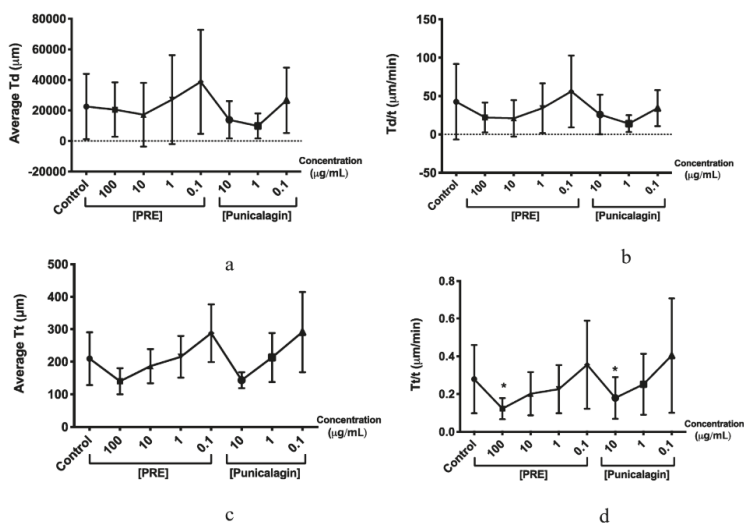 80000
60000
40000
20000
0
-20000
Average Td (μm)
Concentration
(μg/mL)
Control
100
10
1
0.1
10
1
0.1
[PRE]
[Punicalagin]
a
150
100
50
0
-50
Td/t (μm/min)
Concentration
(μg/mL)
Control
100
10
1
0.1
10
1
0.1
[PRE]
[Punicalagin]
b
500
400
300
200
100
0
Average Tt (μm)
Concentration
(μg/mL)
Control
100
10
1
0.1
10
1
0.1
[PRE]
[Punicalagin]
c
0.8
0.6
0.4
0.2
0.0
Tt/t (μm/min)
*
*
Concentration
(μg/mL)
Control
100
10
1
0.1
10
1
0.1
[PRE]
[Punicalagin]
d